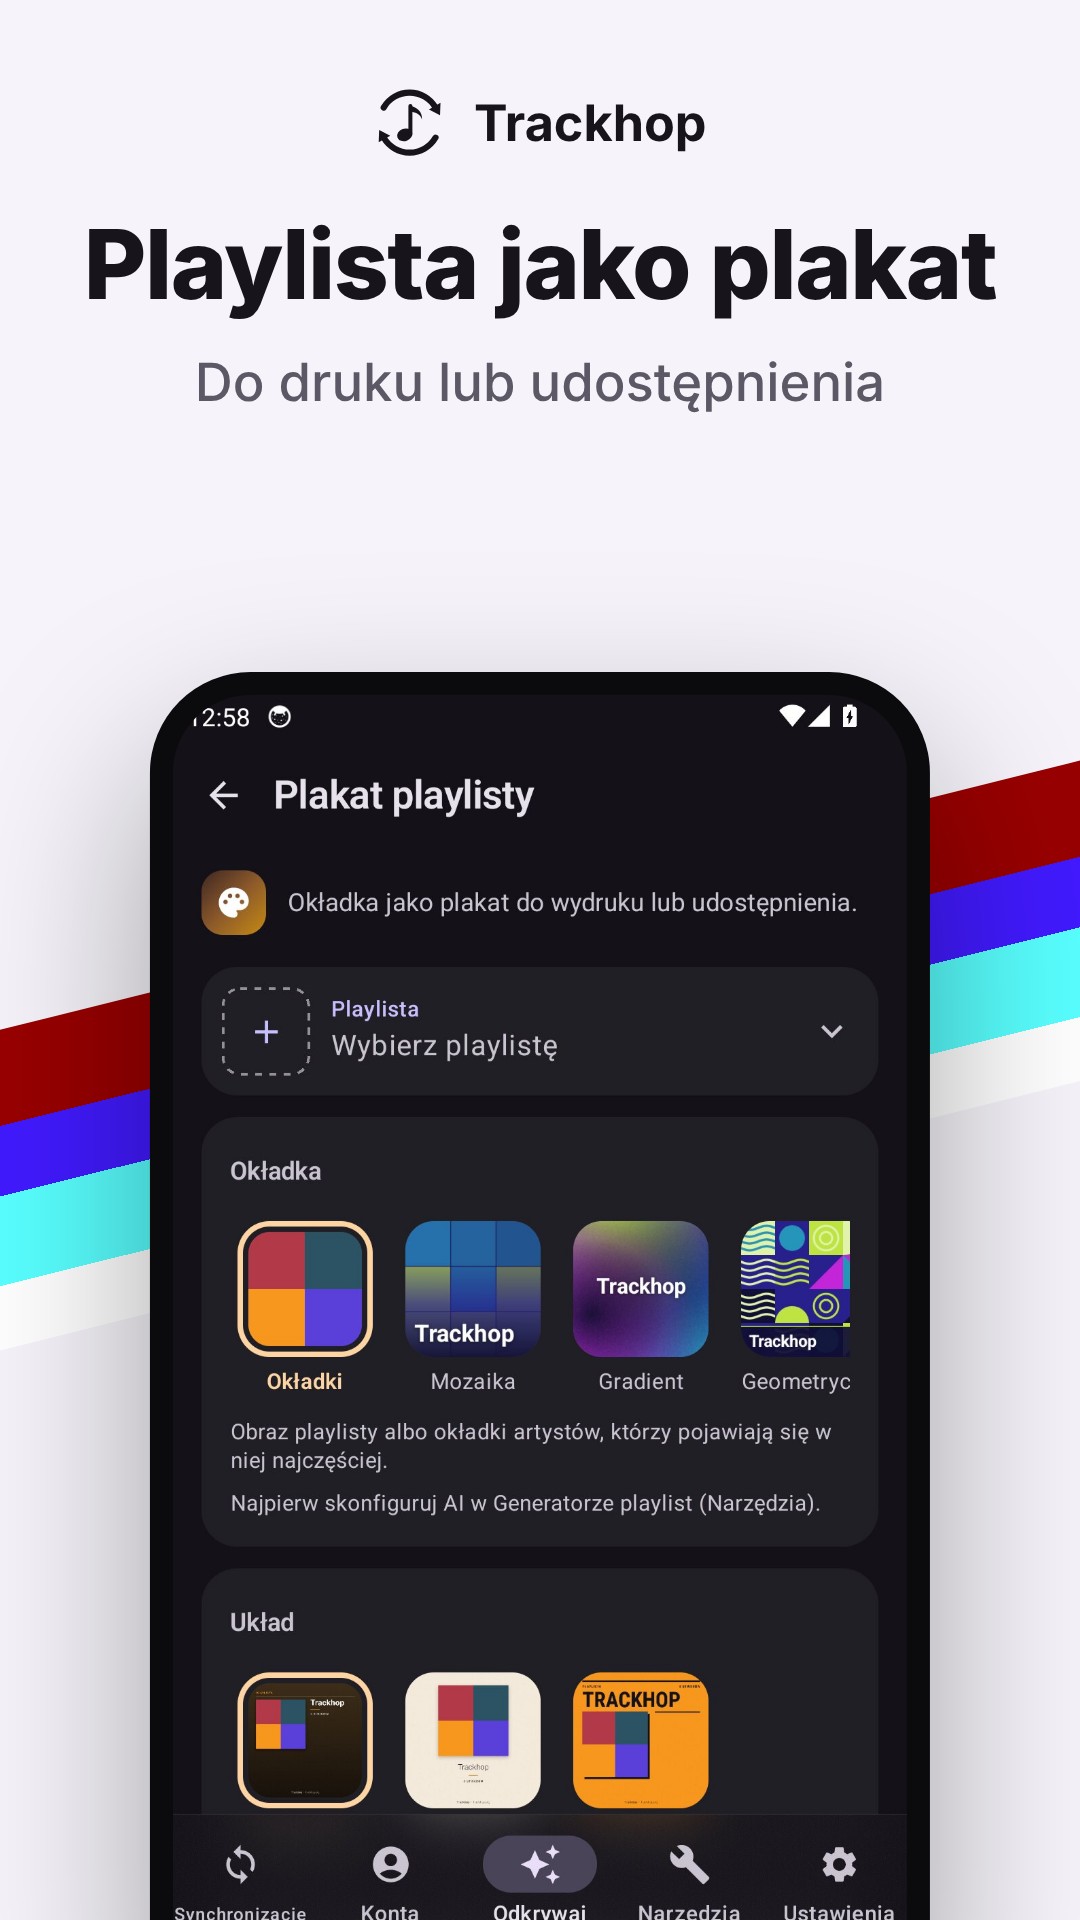 Trackhop
Playlista jako plakat
Do druku lub udostępnienia
12:58
Plakat playlisty
Okładka jako plakat do wydruku lub udostępnienia.
Playlista
Wybierz playlistę
Okładka
Trackhop
Trackhop
Trackhop
Okładki
Mozaika
Gradient
Geometryc
Obraz playlisty albo okładki artystów, którzy pojawiają się w
niej najczęściej.
Najpierw skonfiguruj AI w Generatorze playlist (Narzędzia).
Układ
Trackhop
Trackhop
TRACKHOP
Synchronizacje
Konta
Odkrywaj
Narzędzia
Ustawienia